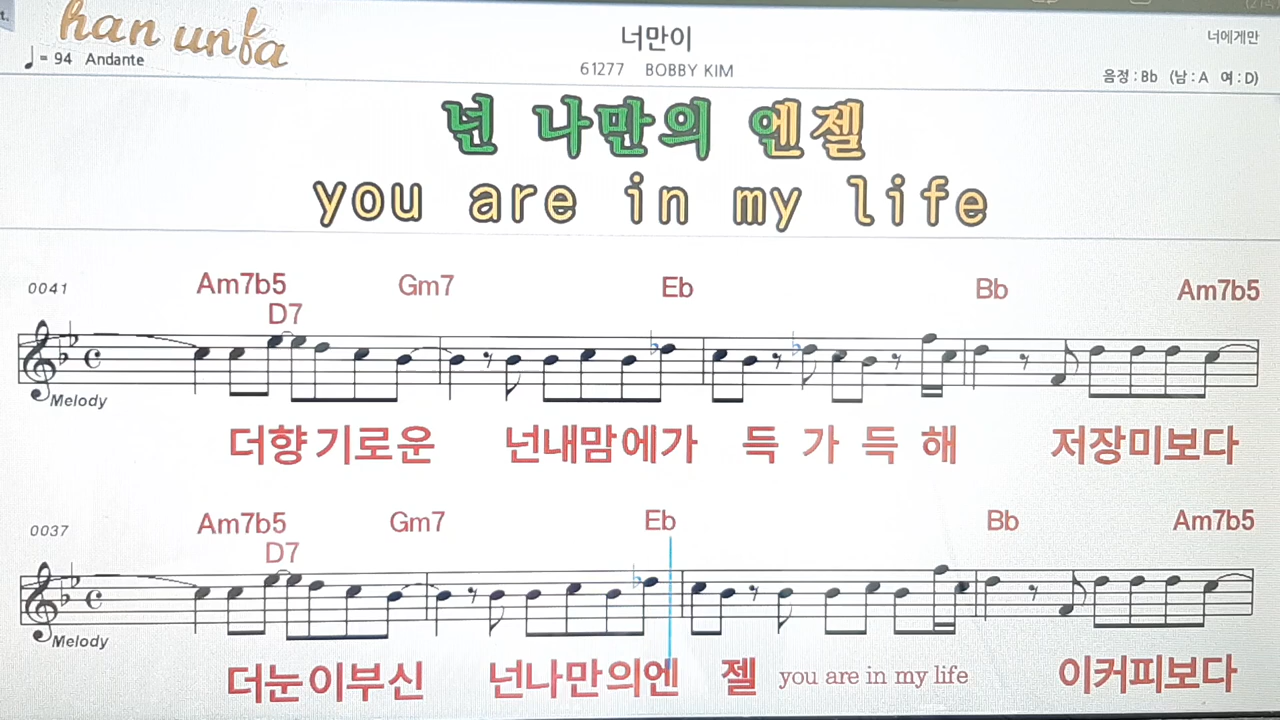 han unfa
♩= 94 Andante
너만이
61277 BOBBY KIM
너에게만
음정 : Bb (남 : A 여 : D)
넌 나만의 엔젤
you are in my life
0041 Am7b5 Gm7 Eb Bb Am7b5
D7
Melody
더향기로운 넌내맘에가 득 가 득 해 저장미보다
0037 Am7b5 Gm7 Eb Bb Am7b5
D7
Melody
더눈이부신 넌나만의엔 젤 you are in my life 이커피보다